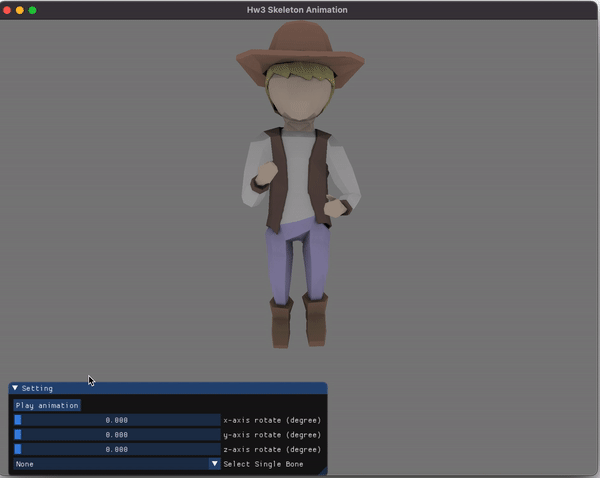 Hw3 Skeleton Animation
Setting
Play animation
0.000 x-axis rotate (degree)
0.000 y-axis rotate (degree)
0.000 z-axis rotate (degree)
None Select Single Bone